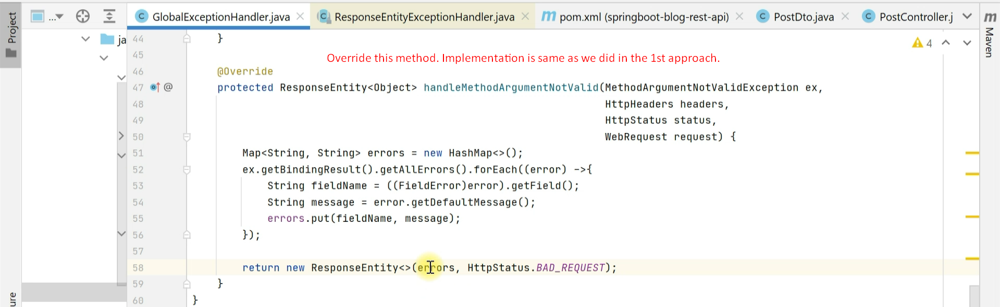 Project
...
GlobalExceptionHandler.java
ResponseEntityExceptionHandler.java
m pom.xml (springboot-blog-rest-api)
PostDto.java
PostController.j
m Maven
ja
4
44 }
45
Override this method. Implementation is same as we did in the 1st approach.
46 @Override
47 @ protected ResponseEntity<Object> handleMethodArgumentNotValid(MethodArgumentNotValidException ex,
48 HttpHeaders headers,
49 HttpStatus status,
50 WebRequest request) {
51 Map<String, String> errors = new HashMap<>();
52 ex.getBindingResult().getAllErrors().forEach((error) ->{
53 String fieldName = ((FieldError)error).getField();
54 String message = error.getDefaultMessage();
55 errors.put(fieldName, message);
56 });
57
58 return new ResponseEntity<>(errors, HttpStatus.BAD_REQUEST);
59 }
60 }
ure